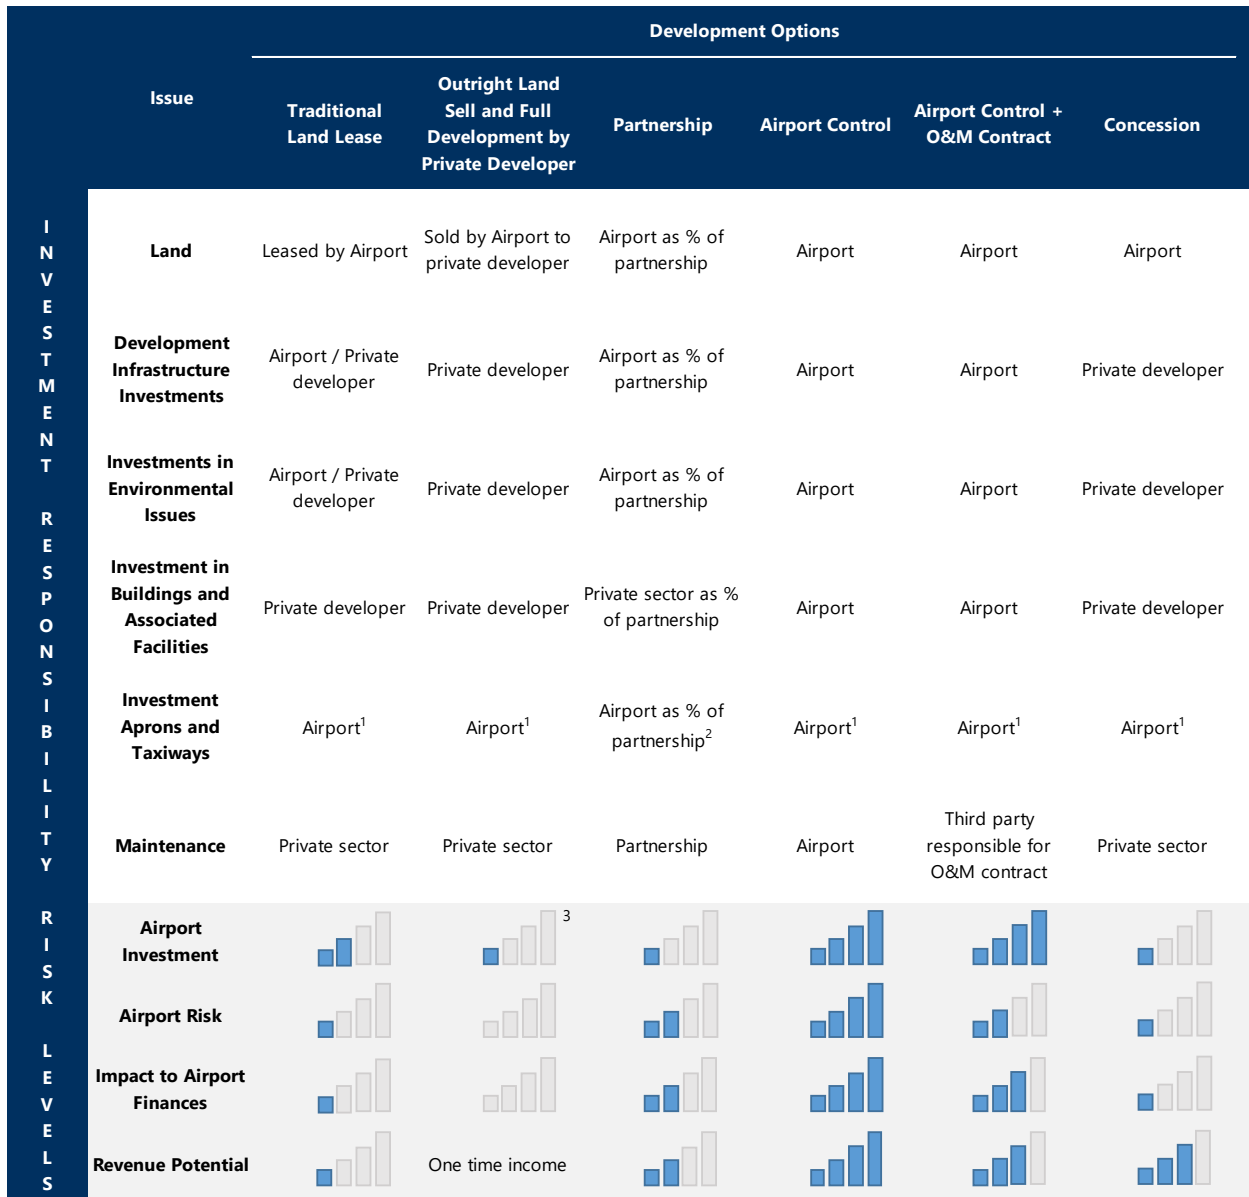 Development Options
Issue
Traditional
Land Lease
Outright Land
Sell and Full
Development by
Private Developer
Partnership
Airport Control
Airport Control +
O&M Contract
Concession
INVESTMENT RESPONSIBILITY
Land
Leased by Airport
Sold by Airport to
private developer
Airport as % of
partnership
Airport
Airport
Airport
Development
Infrastructure
Investments
Airport / Private
developer
Private developer
Airport as % of
partnership
Airport
Airport
Private developer
Investments in
Environmental
Issues
Airport / Private
developer
Private developer
Airport as % of
partnership
Airport
Airport
Private developer
Investment in
Buildings and
Associated
Facilities
Private developer
Private developer
Private sector as %
of partnership
Airport
Airport
Private developer
Investment
Aprons and
Taxiways
Airport¹
Airport¹
Airport as % of
partnership²
Airport¹
Airport¹
Airport¹
Maintenance
Private sector
Private sector
Partnership
Airport
Third party
responsible for
O&M contract
Private sector
RISK LEVELS
Airport
Investment
3
Airport Risk
Impact to Airport
Finances
Revenue Potential
One time income